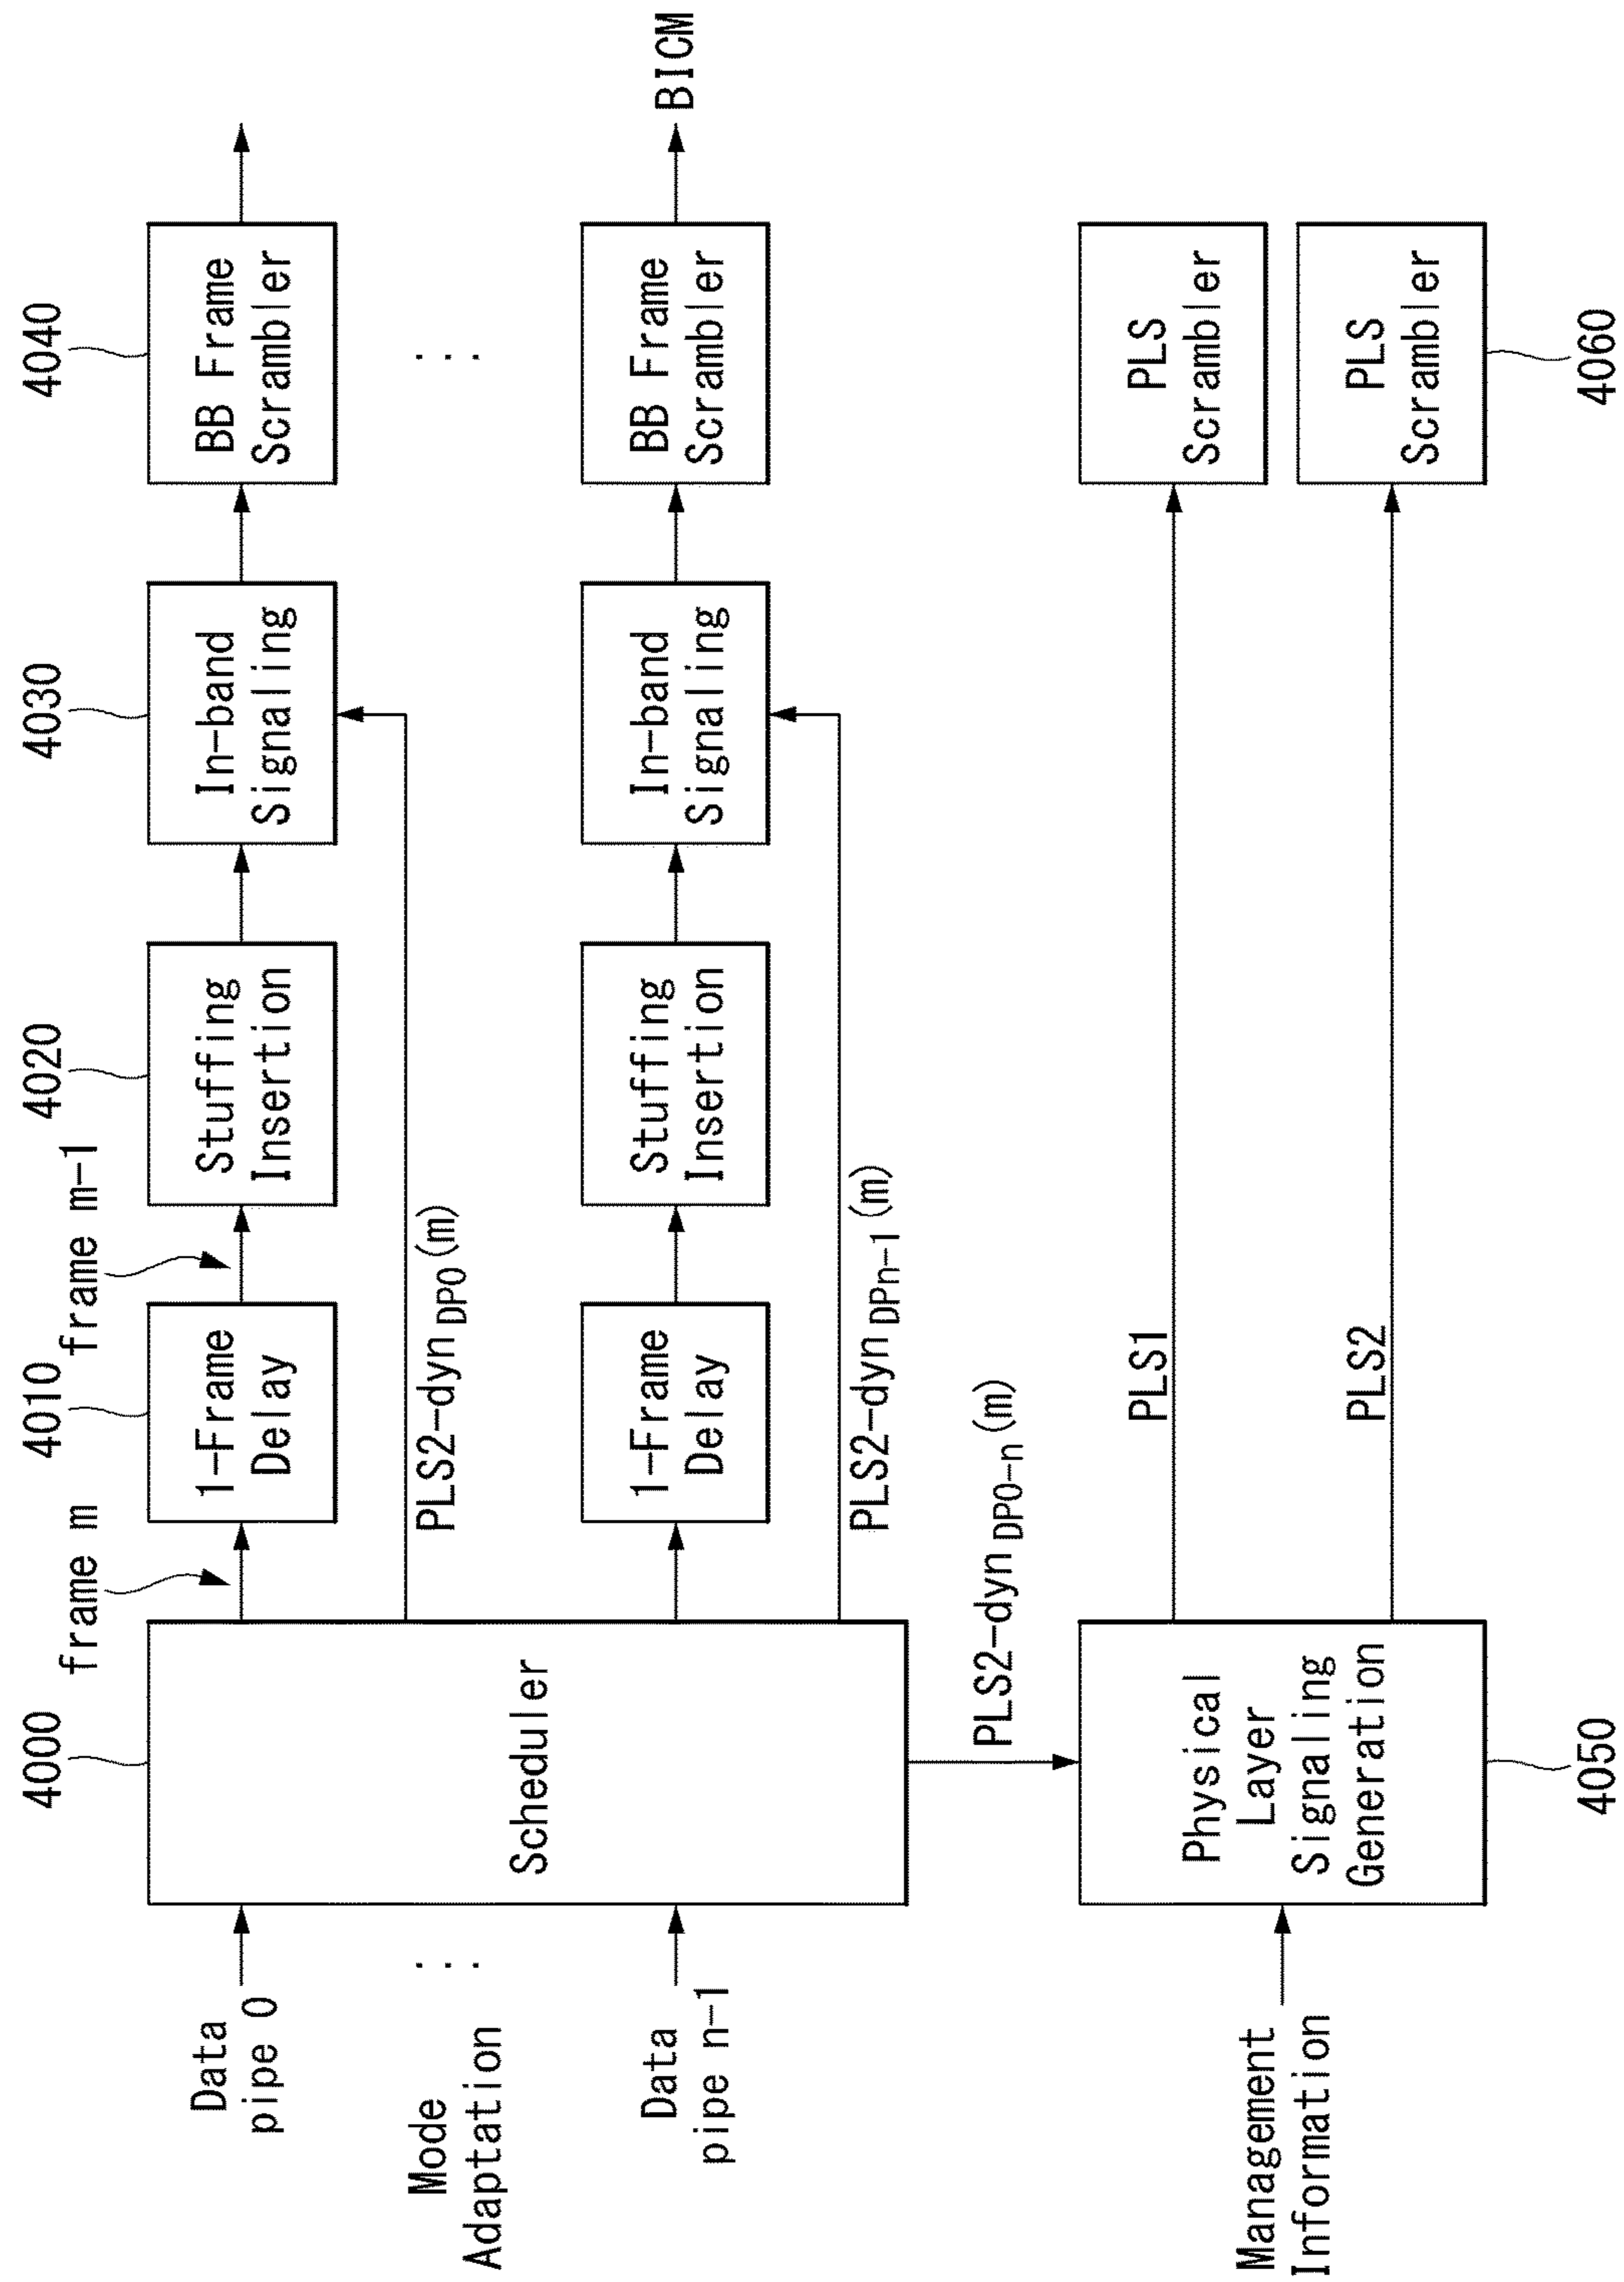 4000
4010
4020
4030
4040
frame m
frame m-1
Data
pipe 0
Scheduler
1-Frame
Delay
Stuffing
Insertion
In-band
Signaling
BB Frame
Scrambler
PLS2-dyn DP0 (m)
Mode
Adaptation
...
...
Data
pipe n-1
1-Frame
Delay
Stuffing
Insertion
In-band
Signaling
BB Frame
Scrambler
BICM
PLS2-dyn DPn-1 (m)
PLS2-dyn DP0-n (m)
Management
Information
Physical
Layer
Signaling
Generation
PLS1
PLS
Scrambler
PLS2
PLS
Scrambler
4050
4060